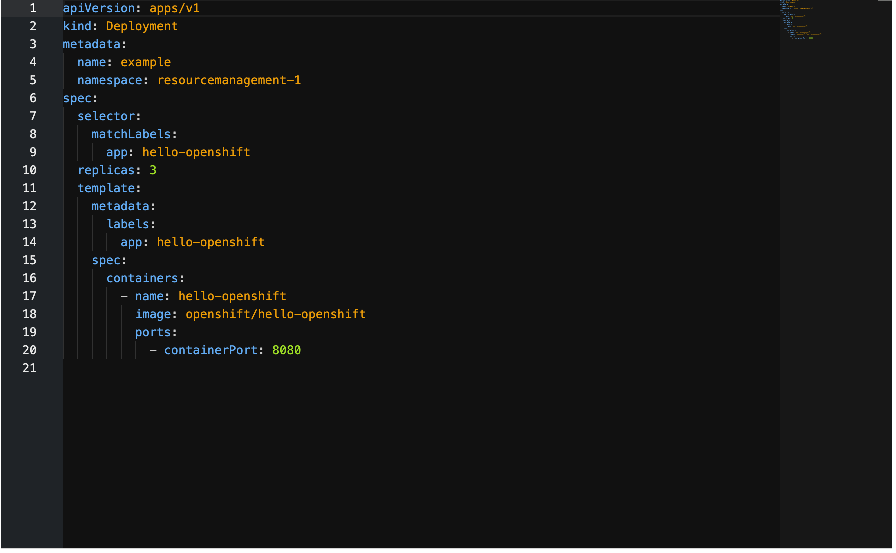 1 apiVersion: apps/v1
2 kind: Deployment
3 metadata:
4   name: example
5   namespace: resourcemanagement-1
6 spec:
7   selector:
8     matchLabels:
9       app: hello-openshift
10   replicas: 3
11   template:
12     metadata:
13       labels:
14         app: hello-openshift
15     spec:
16       containers:
17         - name: hello-openshift
18           image: openshift/hello-openshift
19           ports:
20             - containerPort: 8080
21